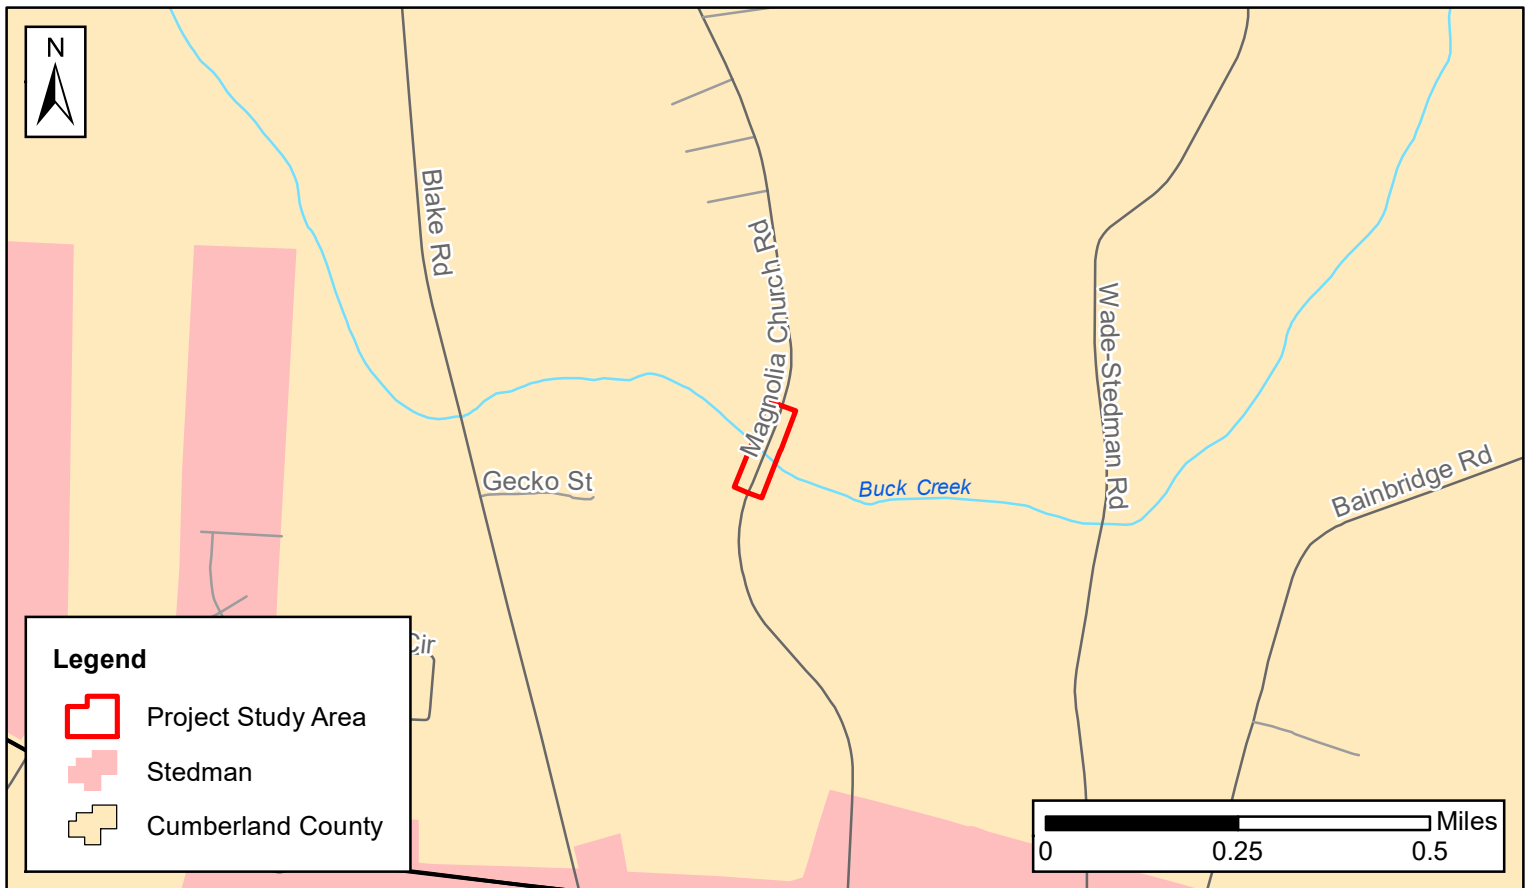 N
Blake Rd
Magnolia Church Rd
Wade-Stedman Rd
Gecko St
Buck Creek
Bainbridge Rd
Cir
Legend
Project Study Area
Stedman
Cumberland County
Miles
0 0.25 0.5